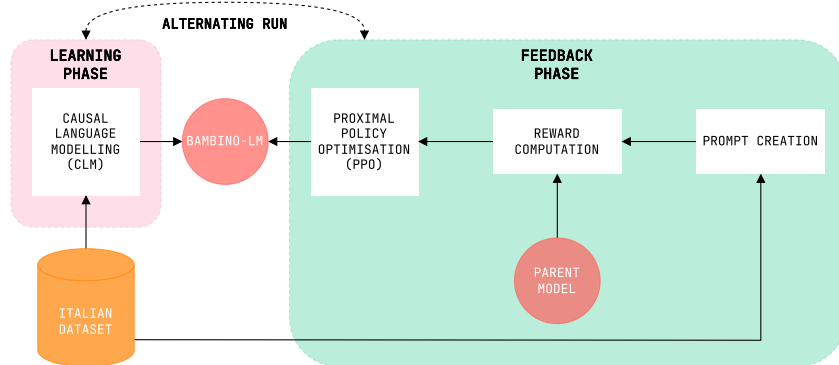 ALTERNATING RUN
LEARNING
PHASE
CAUSAL
LANGUAGE
MODELLING
(CLM)
BAMBINO-LM
FEEDBACK
PHASE
PROXIMAL
POLICY
OPTIMISATION
(PPO)
REWARD
COMPUTATION
PROMPT CREATION
PARENT
MODEL
ITALIAN
DATASET